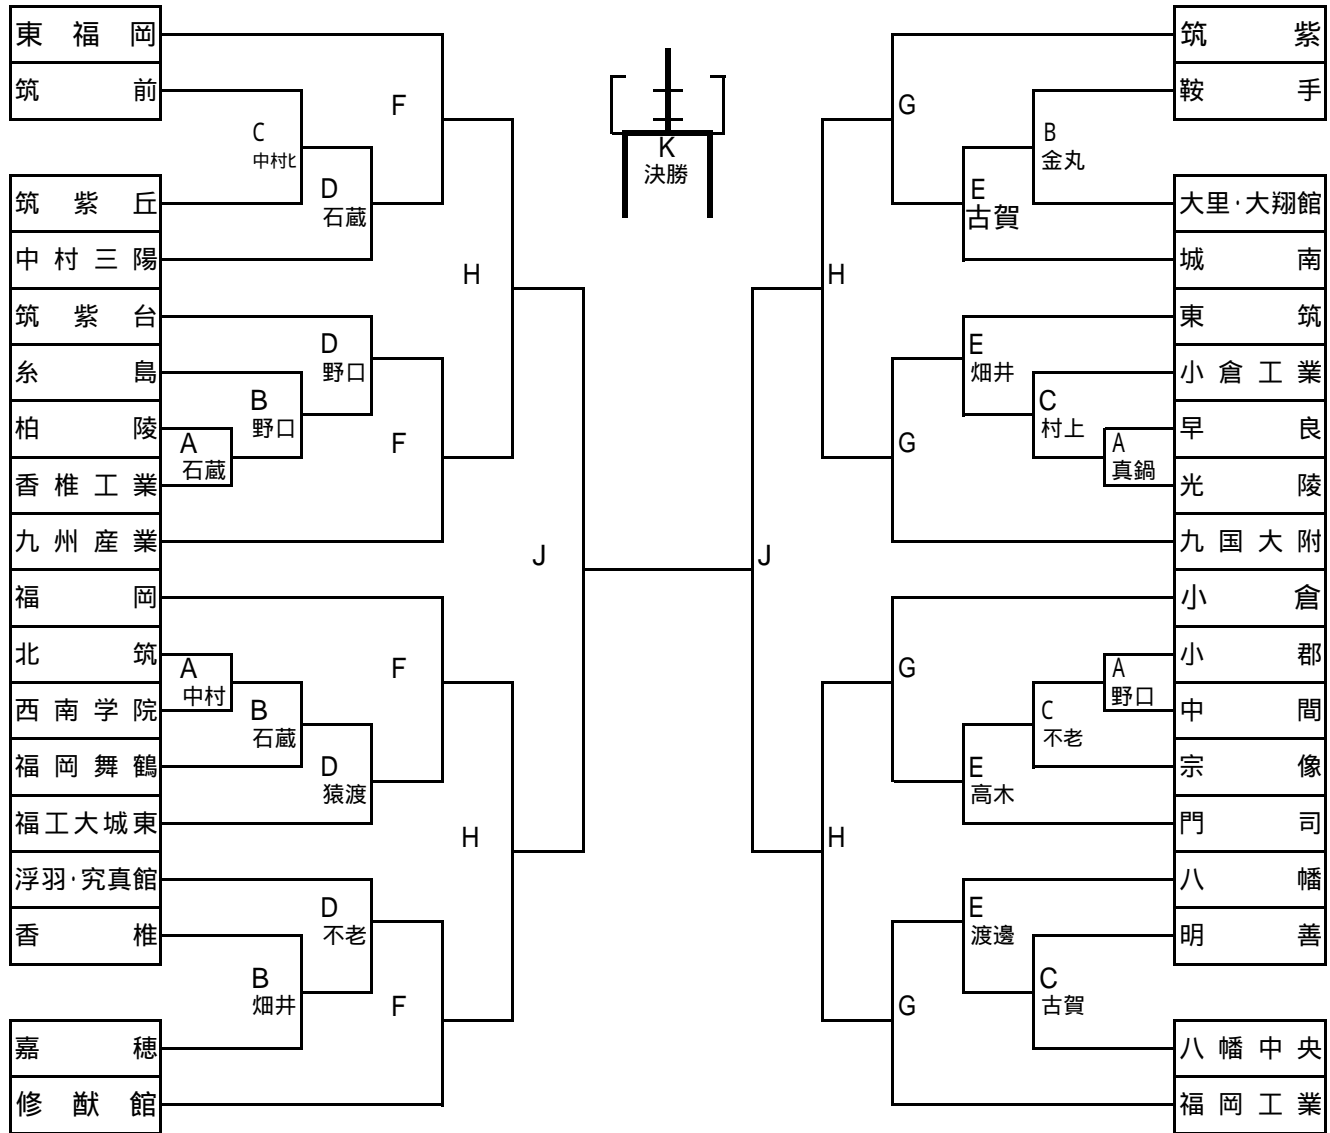 東福岡
筑前
筑紫丘
中村三陽
筑紫台
糸島
柏陵
香椎工業
九州産業
福岡
北筑
西南学院
福岡舞鶴
福工大城東
浮羽・究真館
香椎
嘉穂
修猷館
C
中村ヒ
D
石蔵
F
D
野口
B
野口
A
石蔵
F
H
A
中村
B
石蔵
D
猿渡
F
D
不老
B
畑井
F
H
J
K
決勝
J
G
B
金丸
E
古賀
H
E
畑井
C
村上
A
真鍋
G
G
A
野口
C
不老
E
高木
H
E
渡邊
C
古賀
G
筑紫
鞍手
大里・大翔館
城南
東筑
小倉工業
早良
光陵
九国大附
小倉
小郡
中間
宗像
門司
八幡
明善
八幡中央
福岡工業